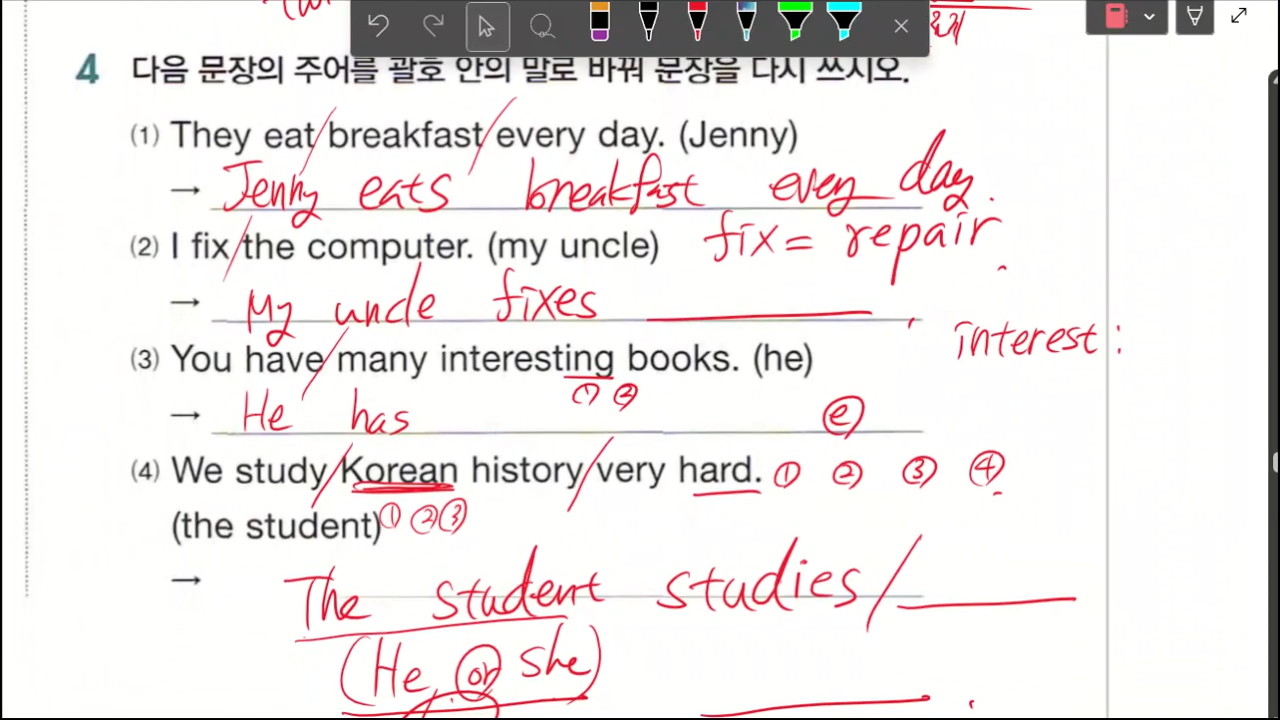 4 다음 문장의 주어를 괄호 안의 말로 바꿔 문장을 다시 쓰시오.
(1) They eat/breakfast/every day. (Jenny)
→ Jenny eats breakfast every day.
(2) I fix/the computer. (my uncle) fix = repair
→ My uncle fixes
interest:
(3) You have/many interesting books. (he)
① ②
→ He has ⓔ
(4) We study/Korean history/very hard. ① ② ③ ④
(the student) ① ② ③
→ The student studies/
(He, or she)